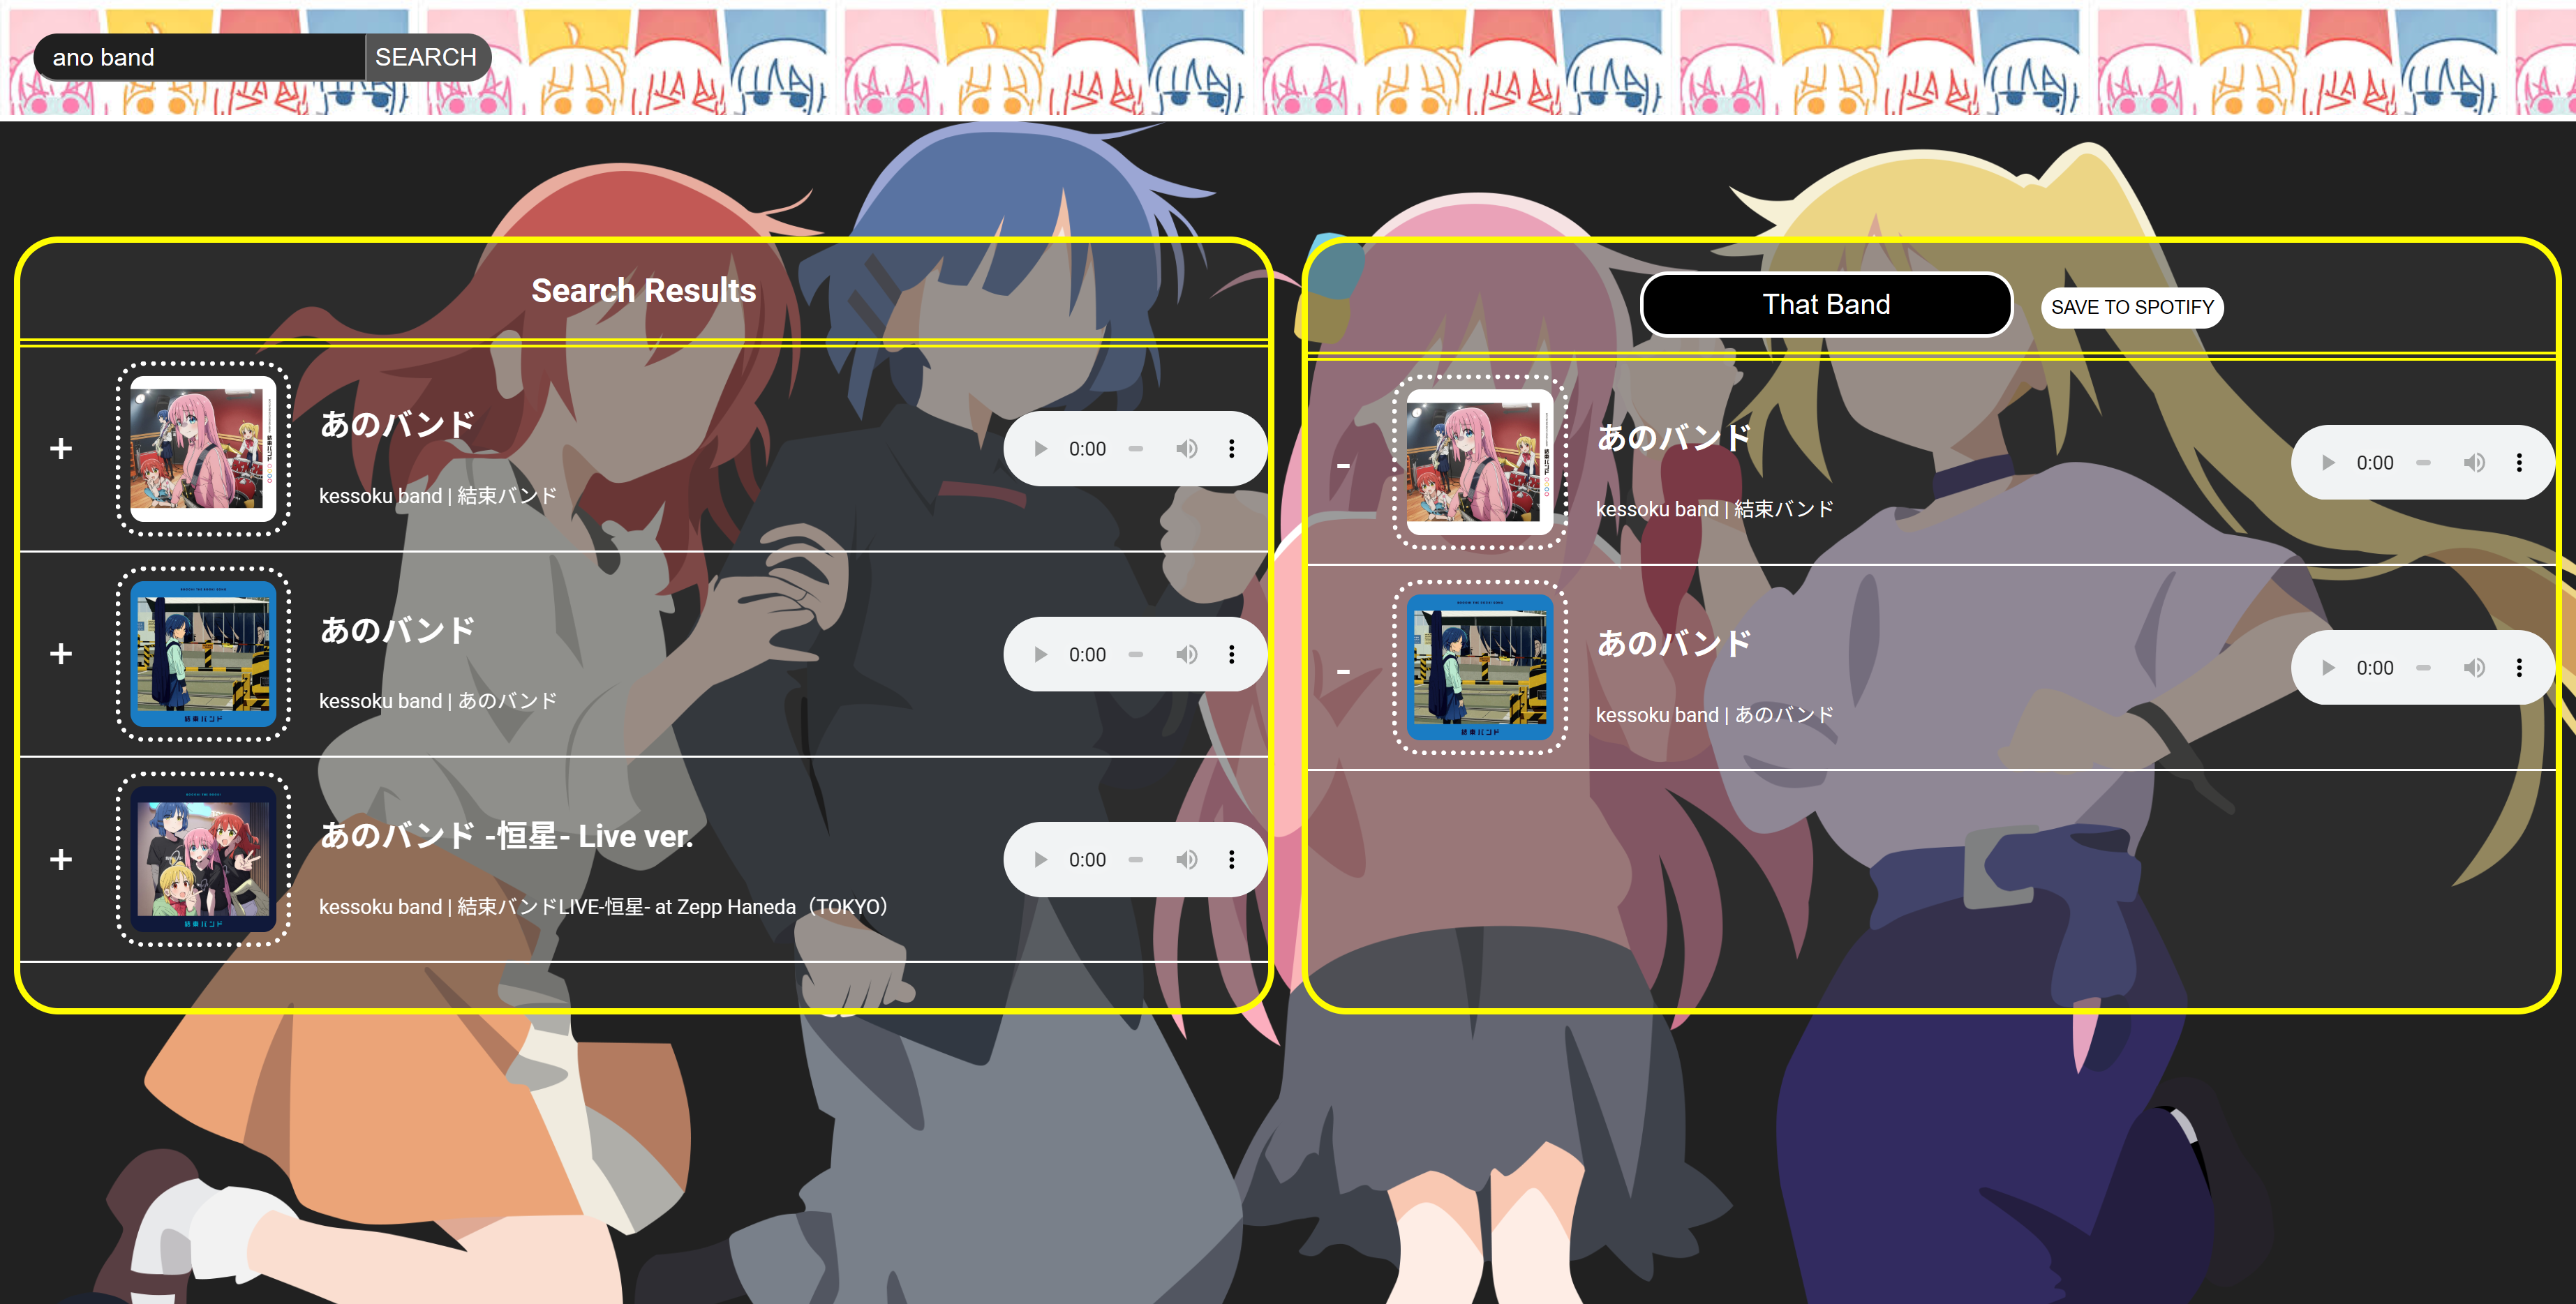 ano band
SEARCH
Search Results
+
あのバンド
kessoku band | 結束バンド
0:00
+
あのバンド
kessoku band | あのバンド
0:00
+
あのバンド -恒星- Live ver.
kessoku band | 結束バンドLIVE-恒星- at Zepp Haneda（TOKYO）
0:00
That Band
SAVE TO SPOTIFY
-
あのバンド
kessoku band | 結束バンド
0:00
-
あのバンド
kessoku band | あのバンド
0:00